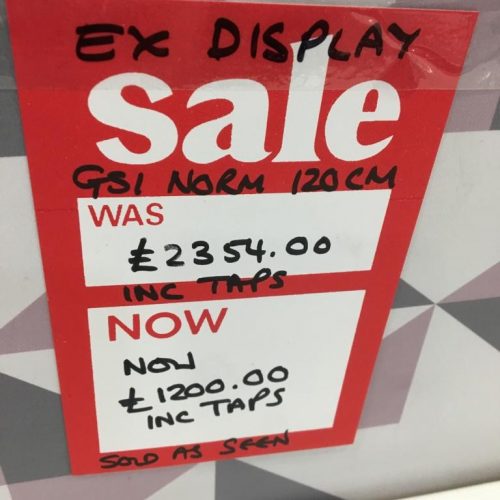 EX DISPLAY
Sale
GSI NORM 120CM
WAS
£2354.00
INC TAPS
NOW
NOW
£1200.00
INC TAPS
SOLD AS SEEN